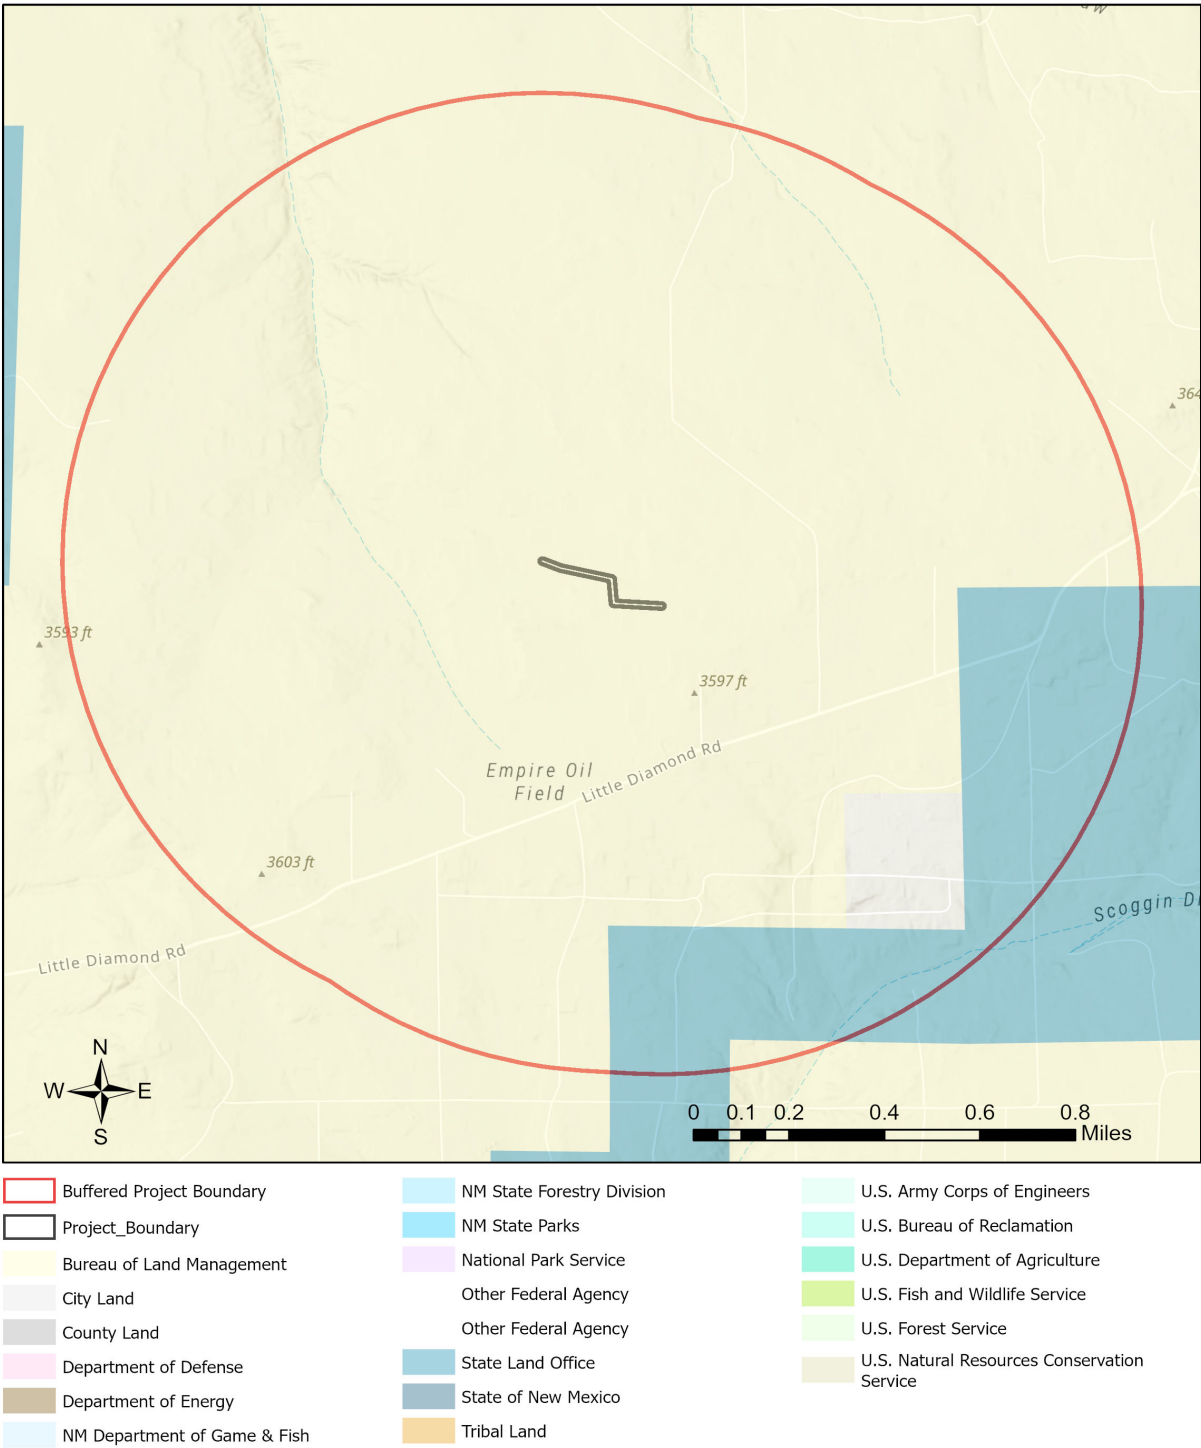 364
3593 ft
3597 ft
Empire Oil
Field
Little Diamond Rd
3603 ft
Scoggin D
Little Diamond Rd
N
W
E
S
0 0.1 0.2 0.4 0.6 0.8
Miles
Buffered Project Boundary
Project_Boundary
Bureau of Land Management
City Land
County Land
Department of Defense
Department of Energy
NM Department of Game & Fish
NM State Forestry Division
NM State Parks
National Park Service
Other Federal Agency
Other Federal Agency
State Land Office
State of New Mexico
Tribal Land
U.S. Army Corps of Engineers
U.S. Bureau of Reclamation
U.S. Department of Agriculture
U.S. Fish and Wildlife Service
U.S. Forest Service
U.S. Natural Resources Conservation
Service